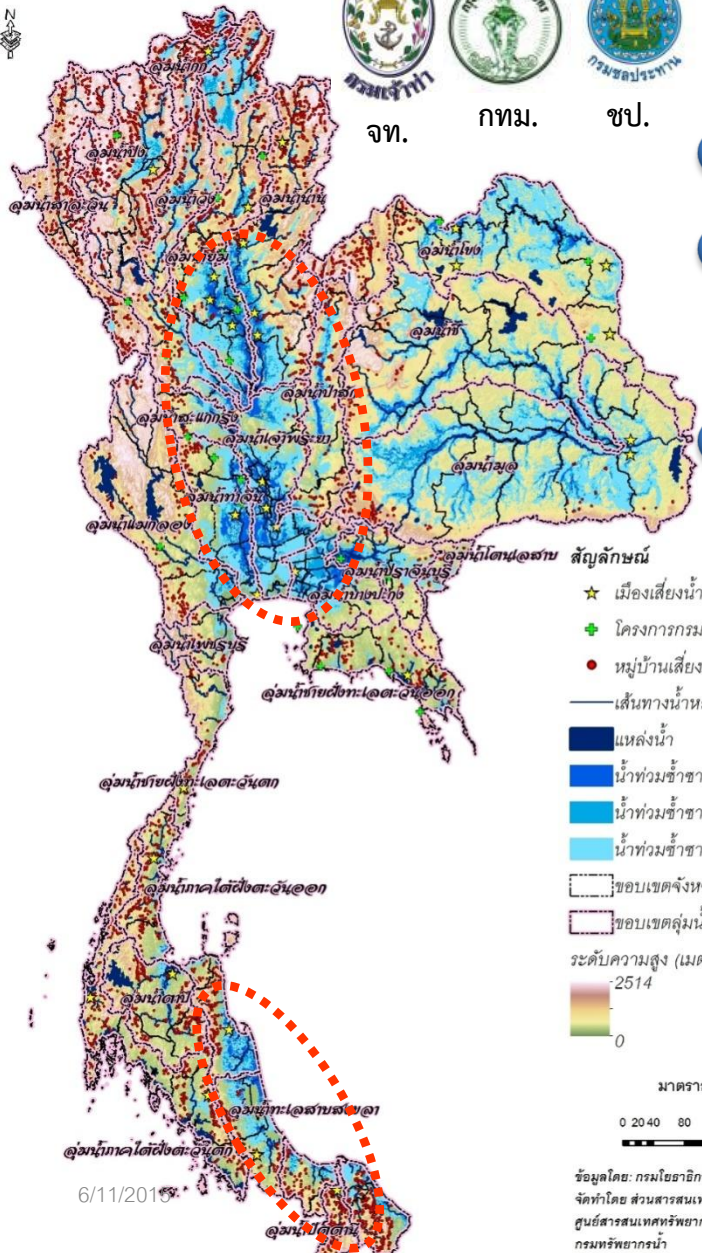 N
กรมเจ้าท่า
กรมชลประทาน
จท.
กทม.
ชป.
ลุ่มน้ำกก
ลุ่มน้ำปิง
ลุ่มน้ำสาละวิน
ลุ่มน้ำวัง
ลุ่มน้ำน่าน
ลุ่มน้ำยม
ลุ่มน้ำโขง
ลุ่มน้ำชี
ลุ่มน้ำป่าสัก
ลุ่มน้ำสะแกกรัง
ลุ่มน้ำเจ้าพระยา
ลุ่มน้ำมูล
ลุ่มน้ำท่าจีน
ลุ่มน้ำแม่กลอง
ลุ่มน้ำโตนเลสาบ
ลุ่มน้ำปราจีนบุรี
ลุ่มน้ำบางปะกง
ลุ่มน้ำเพชรบุรี
ลุ่มน้ำชายฝั่งทะเลตะวันออก
ลุ่มน้ำชายฝั่งทะเลตะวันตก
ลุ่มน้ำภาคใต้ฝั่งตะวันออก
ลุ่มน้ำตาปี
ลุ่มน้ำทะเลสาบสงขลา
ลุ่มน้ำภาคใต้ฝั่งตะวันตก
ลุ่มน้ำปัตตานี
สัญลักษณ์
เมืองเสี่ยงน้ำ
โครงการกรม
หมู่บ้านเสี่ยง
เส้นทางน้ำห
แหล่งน้ำ
น้ำท่วมซ้ำซา
น้ำท่วมซ้ำซา
น้ำท่วมซ้ำซา
ขอบเขตจังห
ขอบเขตลุ่มน้
ระดับความสูง (เมต
2514
0
มาตรา
0 20 40 80
ข้อมูลโดย: กรมโยธาธิก
จัดทำโดย ส่วนสารสนเท
ศูนย์สารสนเทศทรัพยาก
กรมทรัพยากรน้ำ
6/11/2015